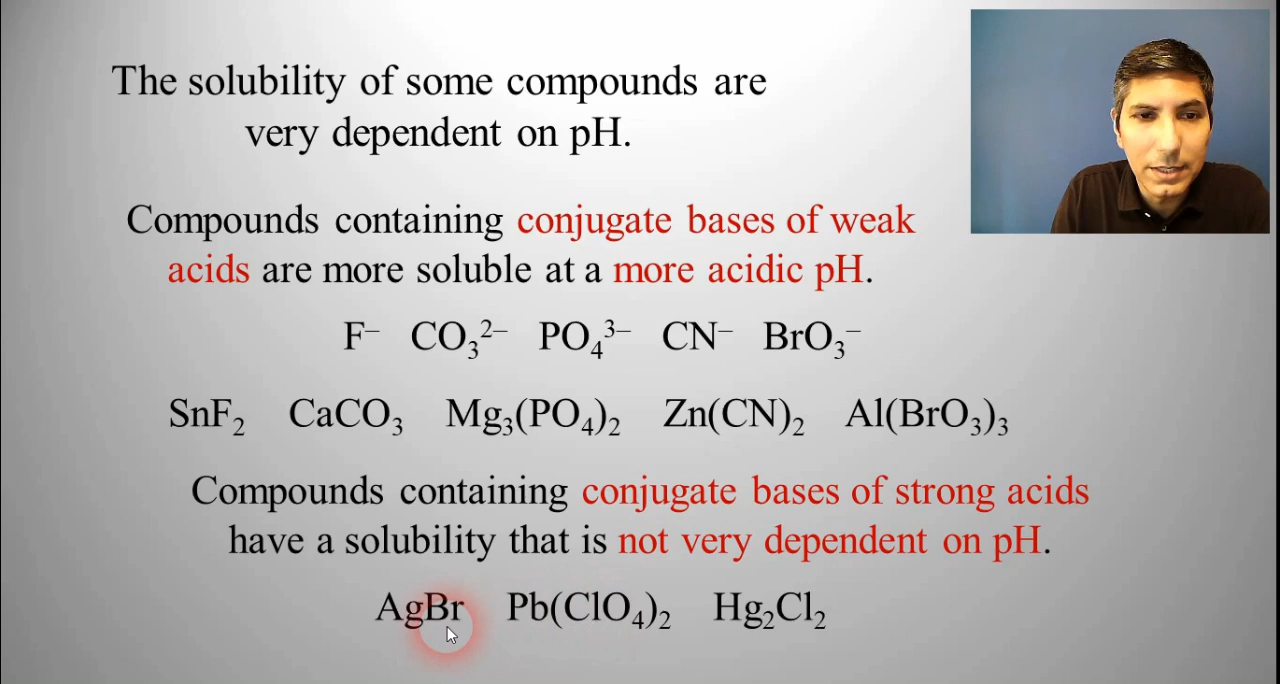 The solubility of some compounds are
very dependent on pH.
Compounds containing conjugate bases of weak
acids are more soluble at a more acidic pH.
F⁻ CO₃²⁻ PO₄³⁻ CN⁻ BrO₃⁻
SnF₂ CaCO₃ Mg₃(PO₄)₂ Zn(CN)₂ Al(BrO₃)₃
Compounds containing conjugate bases of strong acids
have a solubility that is not very dependent on pH.
AgBr Pb(ClO₄)₂ Hg₂Cl₂